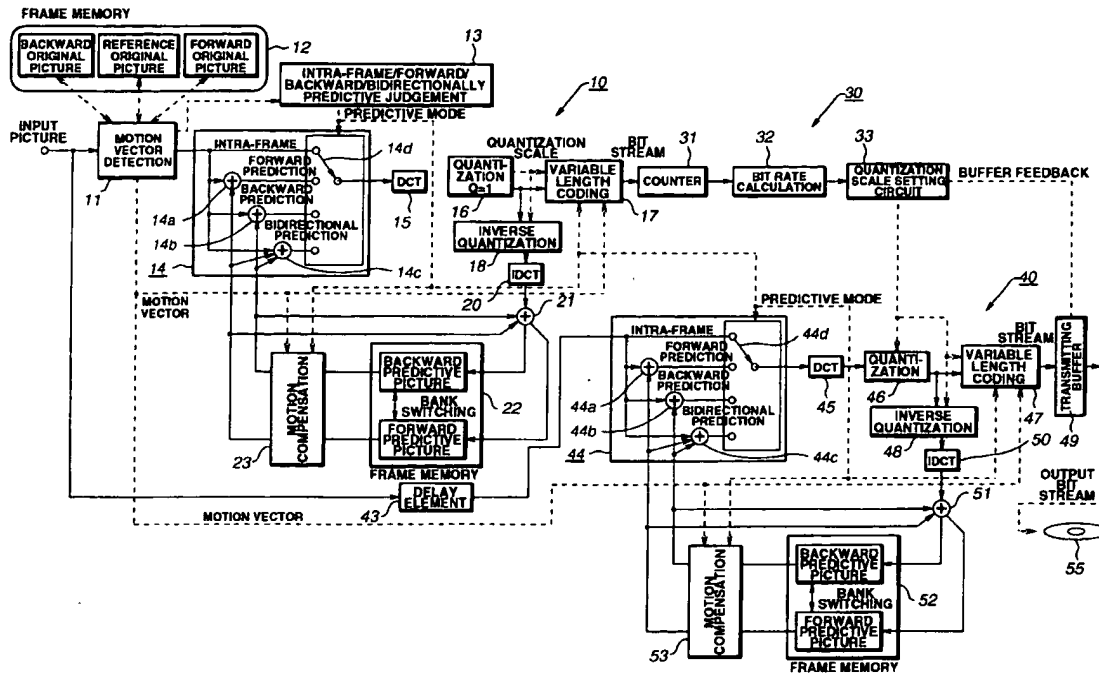 FRAME MEMORY
BACKWARD
ORIGINAL
PICTURE
REFERENCE
ORIGINAL
PICTURE
FORWARD
ORIGINAL
PICTURE
12
13
INTRA-FRAME/FORWARD/
BACKWARD/BIDIRECTIONALLY
PREDICTIVE JUDGEMENT
PREDICTIVE MODE
INPUT
PICTURE
MOTION
VECTOR
DETECTION
11
INTRA-FRAME
FORWARD
PREDICTION
BACKWARD
PREDICTION
BIDIRECTIONAL
PREDICTION
14a
14b
14c
14d
14
DCT
15
10
QUANTIZATION
SCALE
QUANTI-
ZATION
Q=1
16
BIT
STREAM
VARIABLE
LENGTH
CODING
17
INVERSE
QUANTIZATION
18
IDCT
20
21
30
31
COUNTER
32
BIT RATE
CALCULATION
33
QUANTIZATION
SCALE SETTING
CIRCUIT
BUFFER FEEDBACK
MOTION
VECTOR
MOTION
COMPENSATION
23
BACKWARD
PREDICTIVE
PICTURE
BANK
SWITCHING
FORWARD
PREDICTIVE
PICTURE
22
FRAME MEMORY
DELAY
ELEMENT
43
MOTION VECTOR
PREDICTIVE MODE
INTRA-FRAME
FORWARD
PREDICTION
BACKWARD
PREDICTION
BIDIRECTIONAL
PREDICTION
44a
44b
44c
44d
44
DCT
45
40
QUANTI-
ZATION
46
BIT
STREAM
VARIABLE
LENGTH
CODING
47
TRANSMITTING
BUFFER
49
INVERSE
QUANTIZATION
48
IDCT
50
51
OUTPUT
BIT
STREAM
55
MOTION
COMPENSATION
53
BACKWARD
PREDICTIVE
PICTURE
BANK
SWITCHING
FORWARD
PREDICTIVE
PICTURE
52
FRAME MEMORY